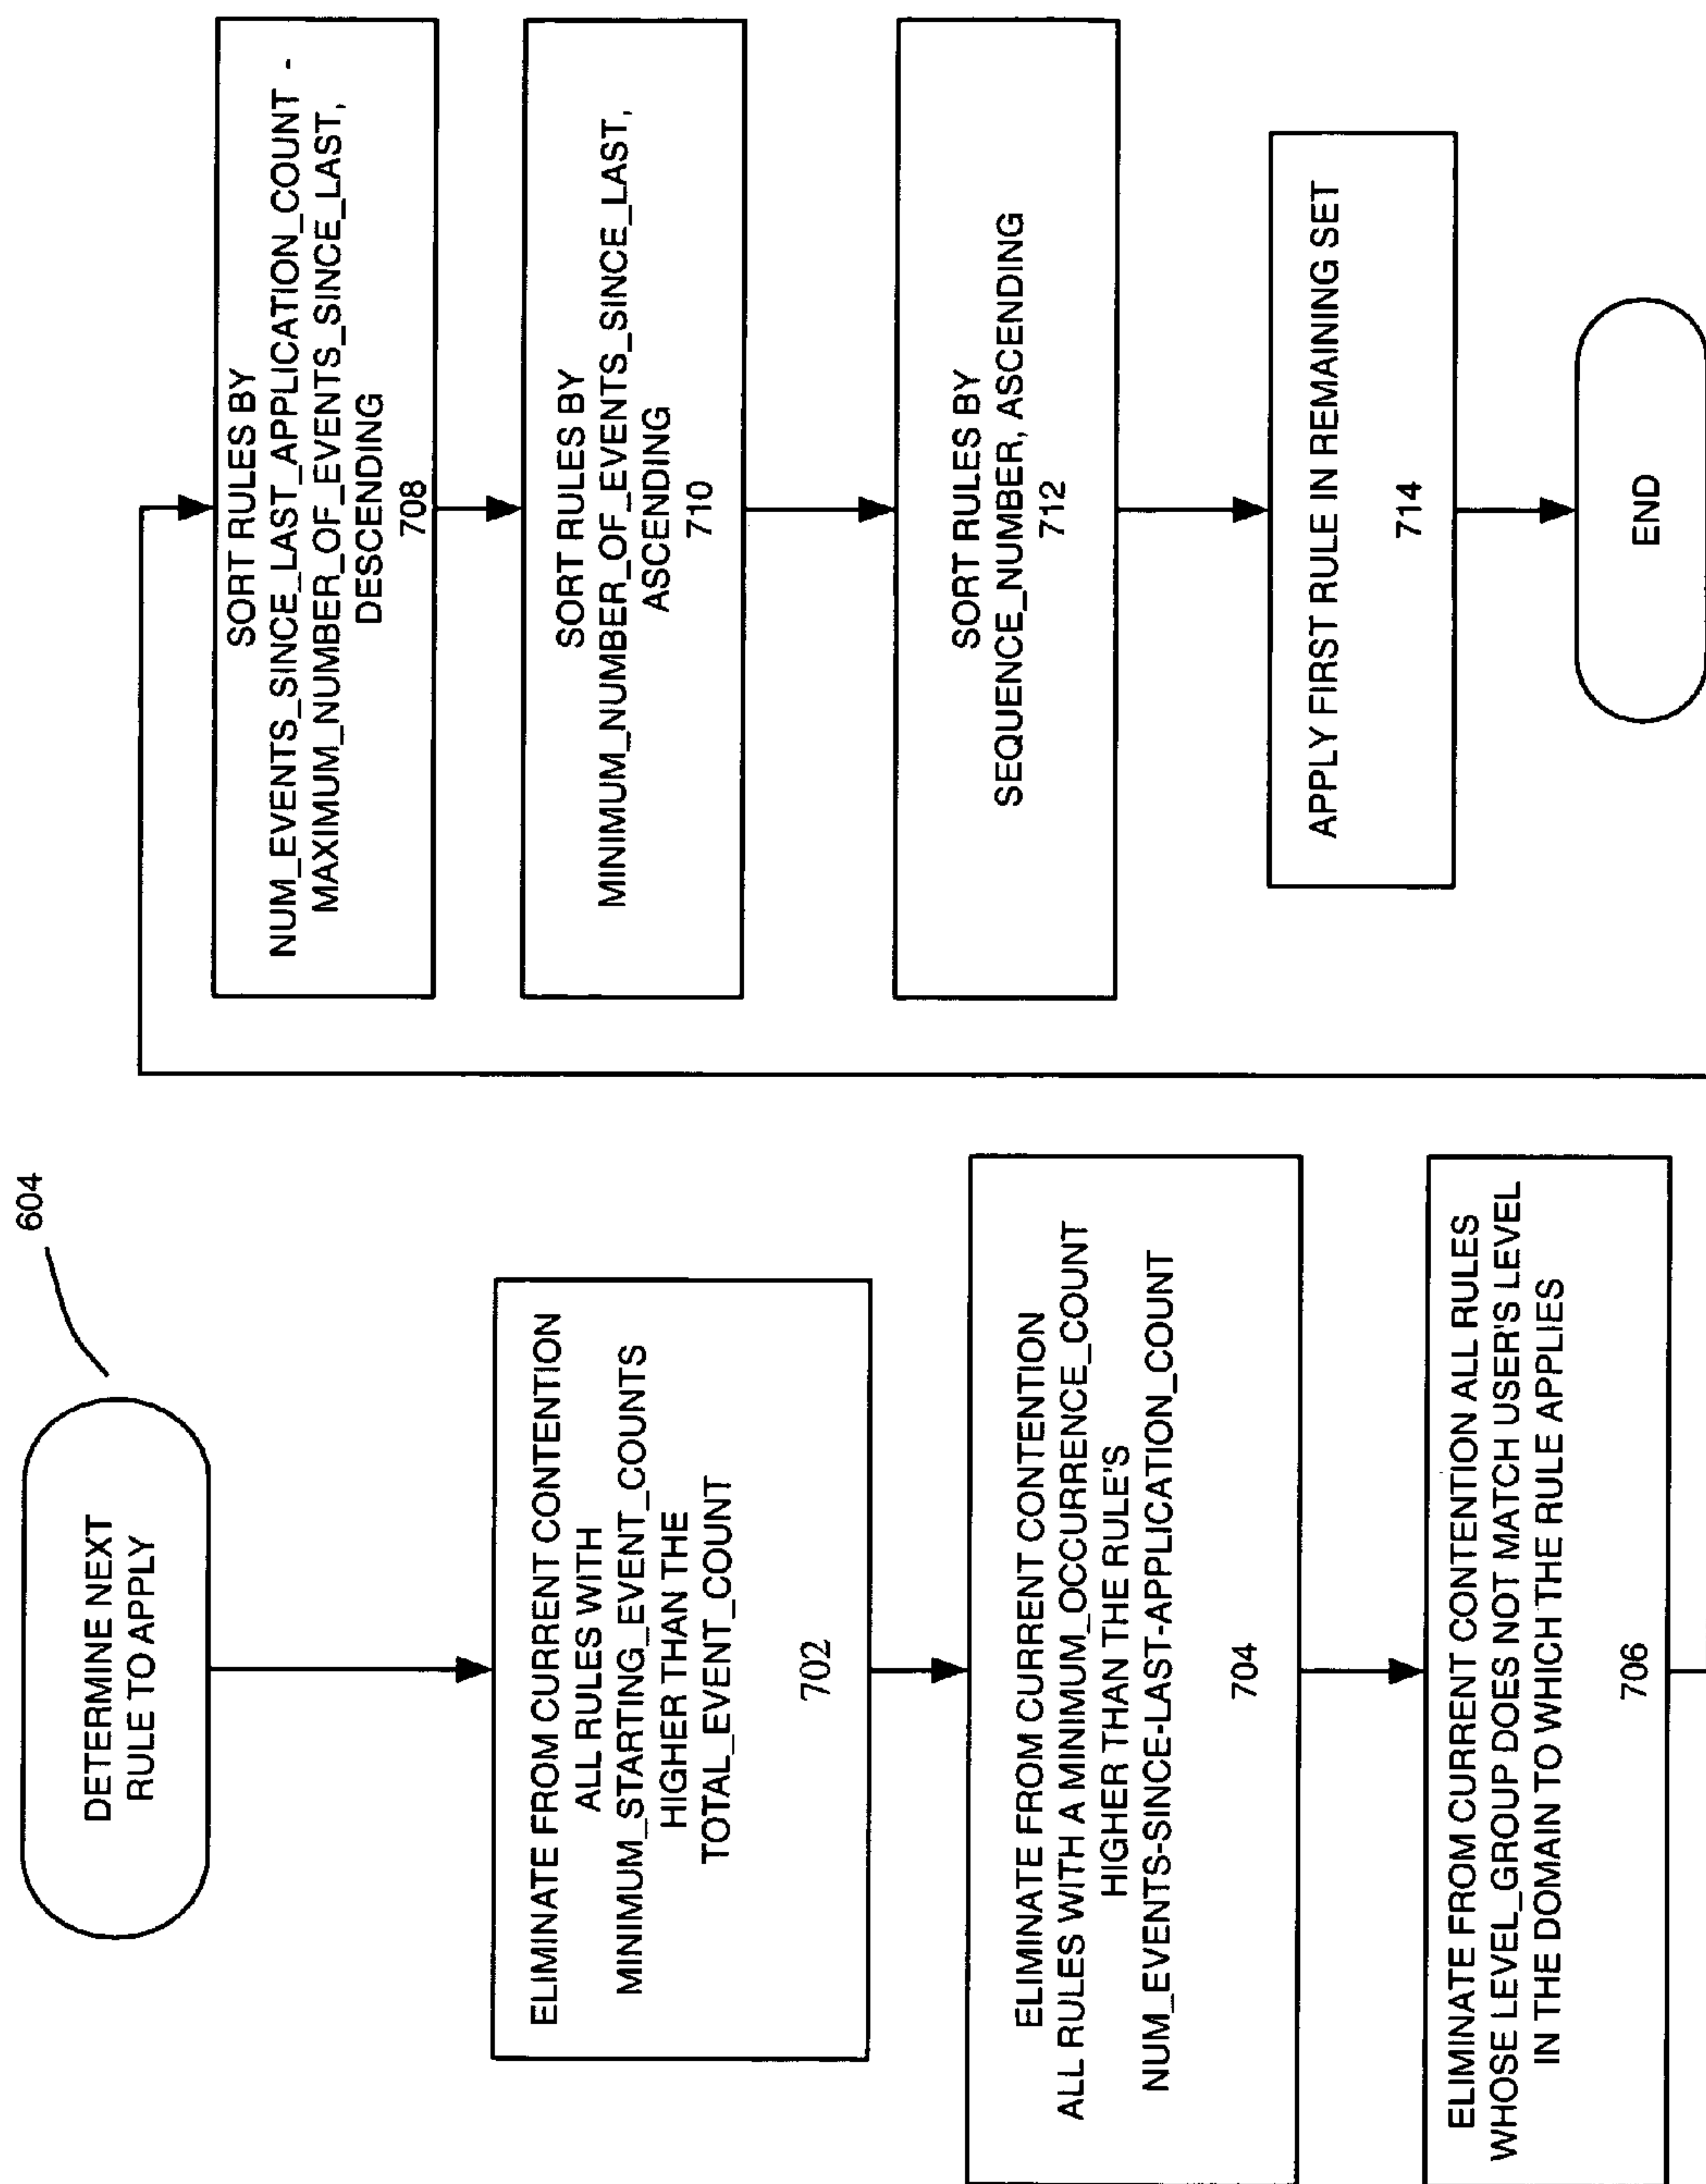 604
DETERMINE NEXT
RULE TO APPLY
ELIMINATE FROM CURRENT CONTENTION
ALL RULES WITH
MINIMUM_STARTING_EVENT_COUNTS
HIGHER THAN THE
TOTAL_EVENT_COUNT
702
ELIMINATE FROM CURRENT CONTENTION
ALL RULES WITH A MINIMUM_OCCURRENCE_COUNT
HIGHER THAN THE RULE'S
NUM_EVENTS-SINCE-LAST-APPLICATION_COUNT
704
ELIMINATE FROM CURRENT CONTENTION ALL RULES
WHOSE LEVEL_GROUP DOES NOT MATCH USER'S LEVEL
IN THE DOMAIN TO WHICH THE RULE APPLIES
706
SORT RULES BY
NUM_EVENTS_SINCE_LAST_APPLICATION_COUNT -
MAXIMUM_NUMBER_OF_EVENTS_SINCE_LAST,
DESCENDING
708
SORT RULES BY
MINIMUM_NUMBER_OF_EVENTS_SINCE_LAST,
ASCENDING
710
SORT RULES BY
SEQUENCE_NUMBER, ASCENDING
712
APPLY FIRST RULE IN REMAINING SET
714
END